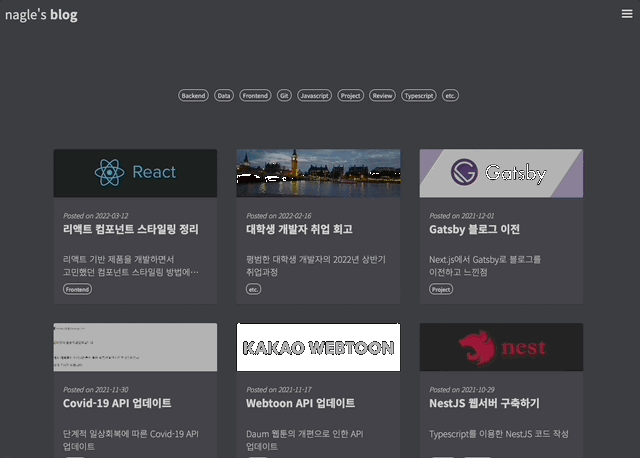 nagle's blog
Backend Data Frontend Git Javascript Project Review Typescript etc.
React
Gatsby
Posted on 2022-03-12
리액트 컴포넌트 스타일링 정리
리액트 기반 제품을 개발하면서
고민했던 컴포넌트 스타일링 방법에…
Frontend
Posted on 2022-02-16
대학생 개발자 취업 회고
평범한 대학생 개발자의 2022년 상반기
취업과정
etc.
Posted on 2021-12-01
Gatsby 블로그 이전
Next.js에서 Gatsby로 블로그를
이전하고 느낀점
Project
KAKAO WEBTOON
nest
Posted on 2021-11-30
Covid-19 API 업데이트
단계적 일상회복에 따른 Covid-19 API
업데이트
Posted on 2021-11-17
Webtoon API 업데이트
Daum 웹툰의 개편으로 인한 API
업데이트
Posted on 2021-10-29
NestJS 웹서버 구축하기
Typescript를 이용한 NestJS 코드 작성